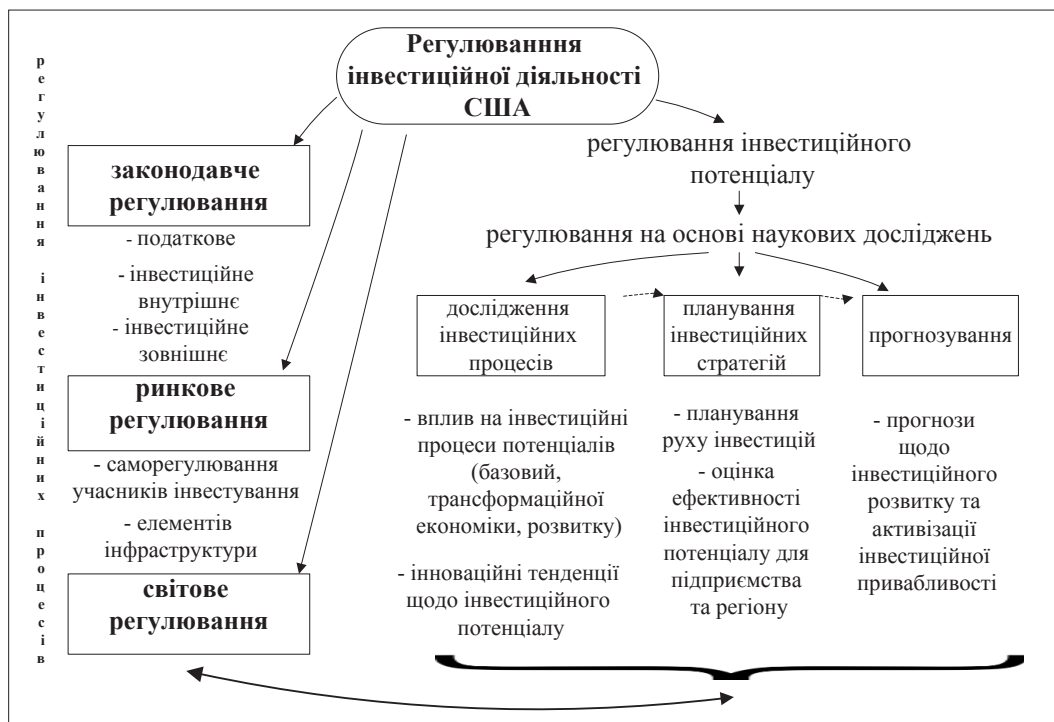 Регулюванння
інвестиційної діяльності
США
регулювання інвестиційних процесів
законодавче
регулювання
- податкове
- інвестиційне
внутрішнє
- інвестиційне
зовнішнє
ринкове
регулювання
- саморегулювання
учасників інвестування
- елементів
інфраструктури
світове
регулювання
регулювання інвестиційного
потенціалу
регулювання на основі наукових досліджень
дослідження
інвестиційних
процесів
- вплив на інвестиційні
процеси потенціалів
(базовий,
трансформаційної
економіки, розвитку)
- інноваційні тенденції
щодо інвестиційного
потенціалу
планування
інвестиційних
стратегій
- планування
руху інвестицій
- оцінка
ефективності
інвестиційного
потенціалу для
підприємства
та регіону
прогнозування
- прогнози
щодо
інвестиційного
розвитку та
активізації
інвестиційної
привабливості